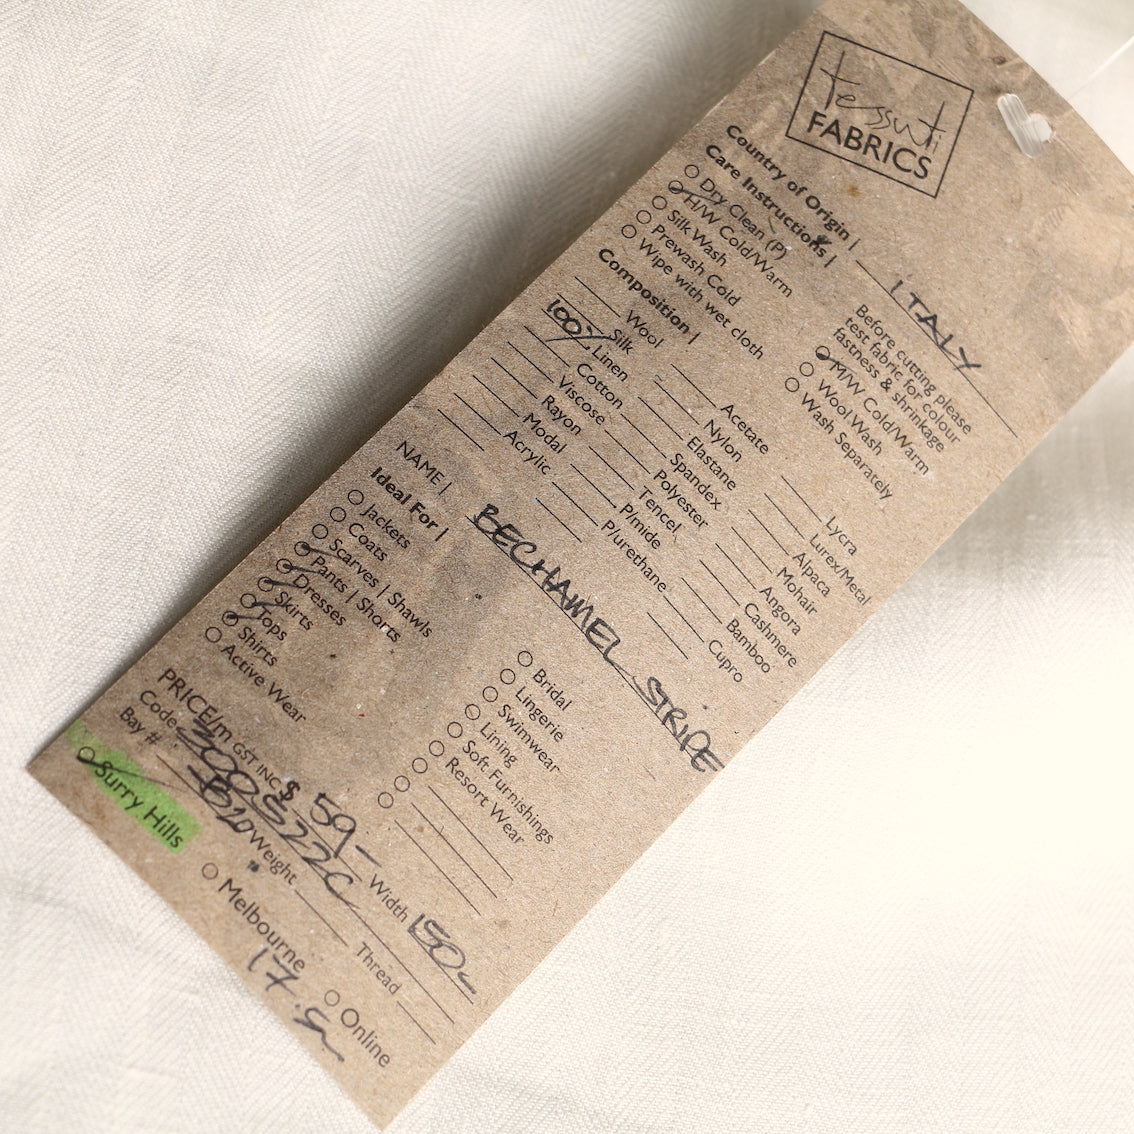 tessuti
FABRICS
Country of Origin | ITALY
Care Instructions |
Dry Clean (P)
H/W Cold/Warm
Silk Wash
Prewash Cold
Wipe with wet cloth
Before cutting please
test fabric for colour
fastness & shrinkage
M/W Cold/Warm
Wool Wash
Wash Separately
Composition |
Wool
Silk
100% Linen
Cotton
Viscose
Rayon
Modal
Acrylic
Acetate
Nylon
Elastane
Spandex
Polyester
Tencel
P/mide
P/urethane
Lycra
Lurex/Metal
Alpaca
Mohair
Angora
Cashmere
Bamboo
Cupro
NAME | BECHAMEL STRIPE
Ideal For |
Jackets
Coats
Scarves | Shawls
Pants | Shorts
Dresses
Skirts
Tops
Shirts
Active Wear
Bridal
Lingerie
Swimwear
Lining
Soft Furnishings
Resort Wear
PRICE/m GST INC $ 59- Width 150
Code Thread
Bay # Weight
Surry Hills
Melbourne
Online